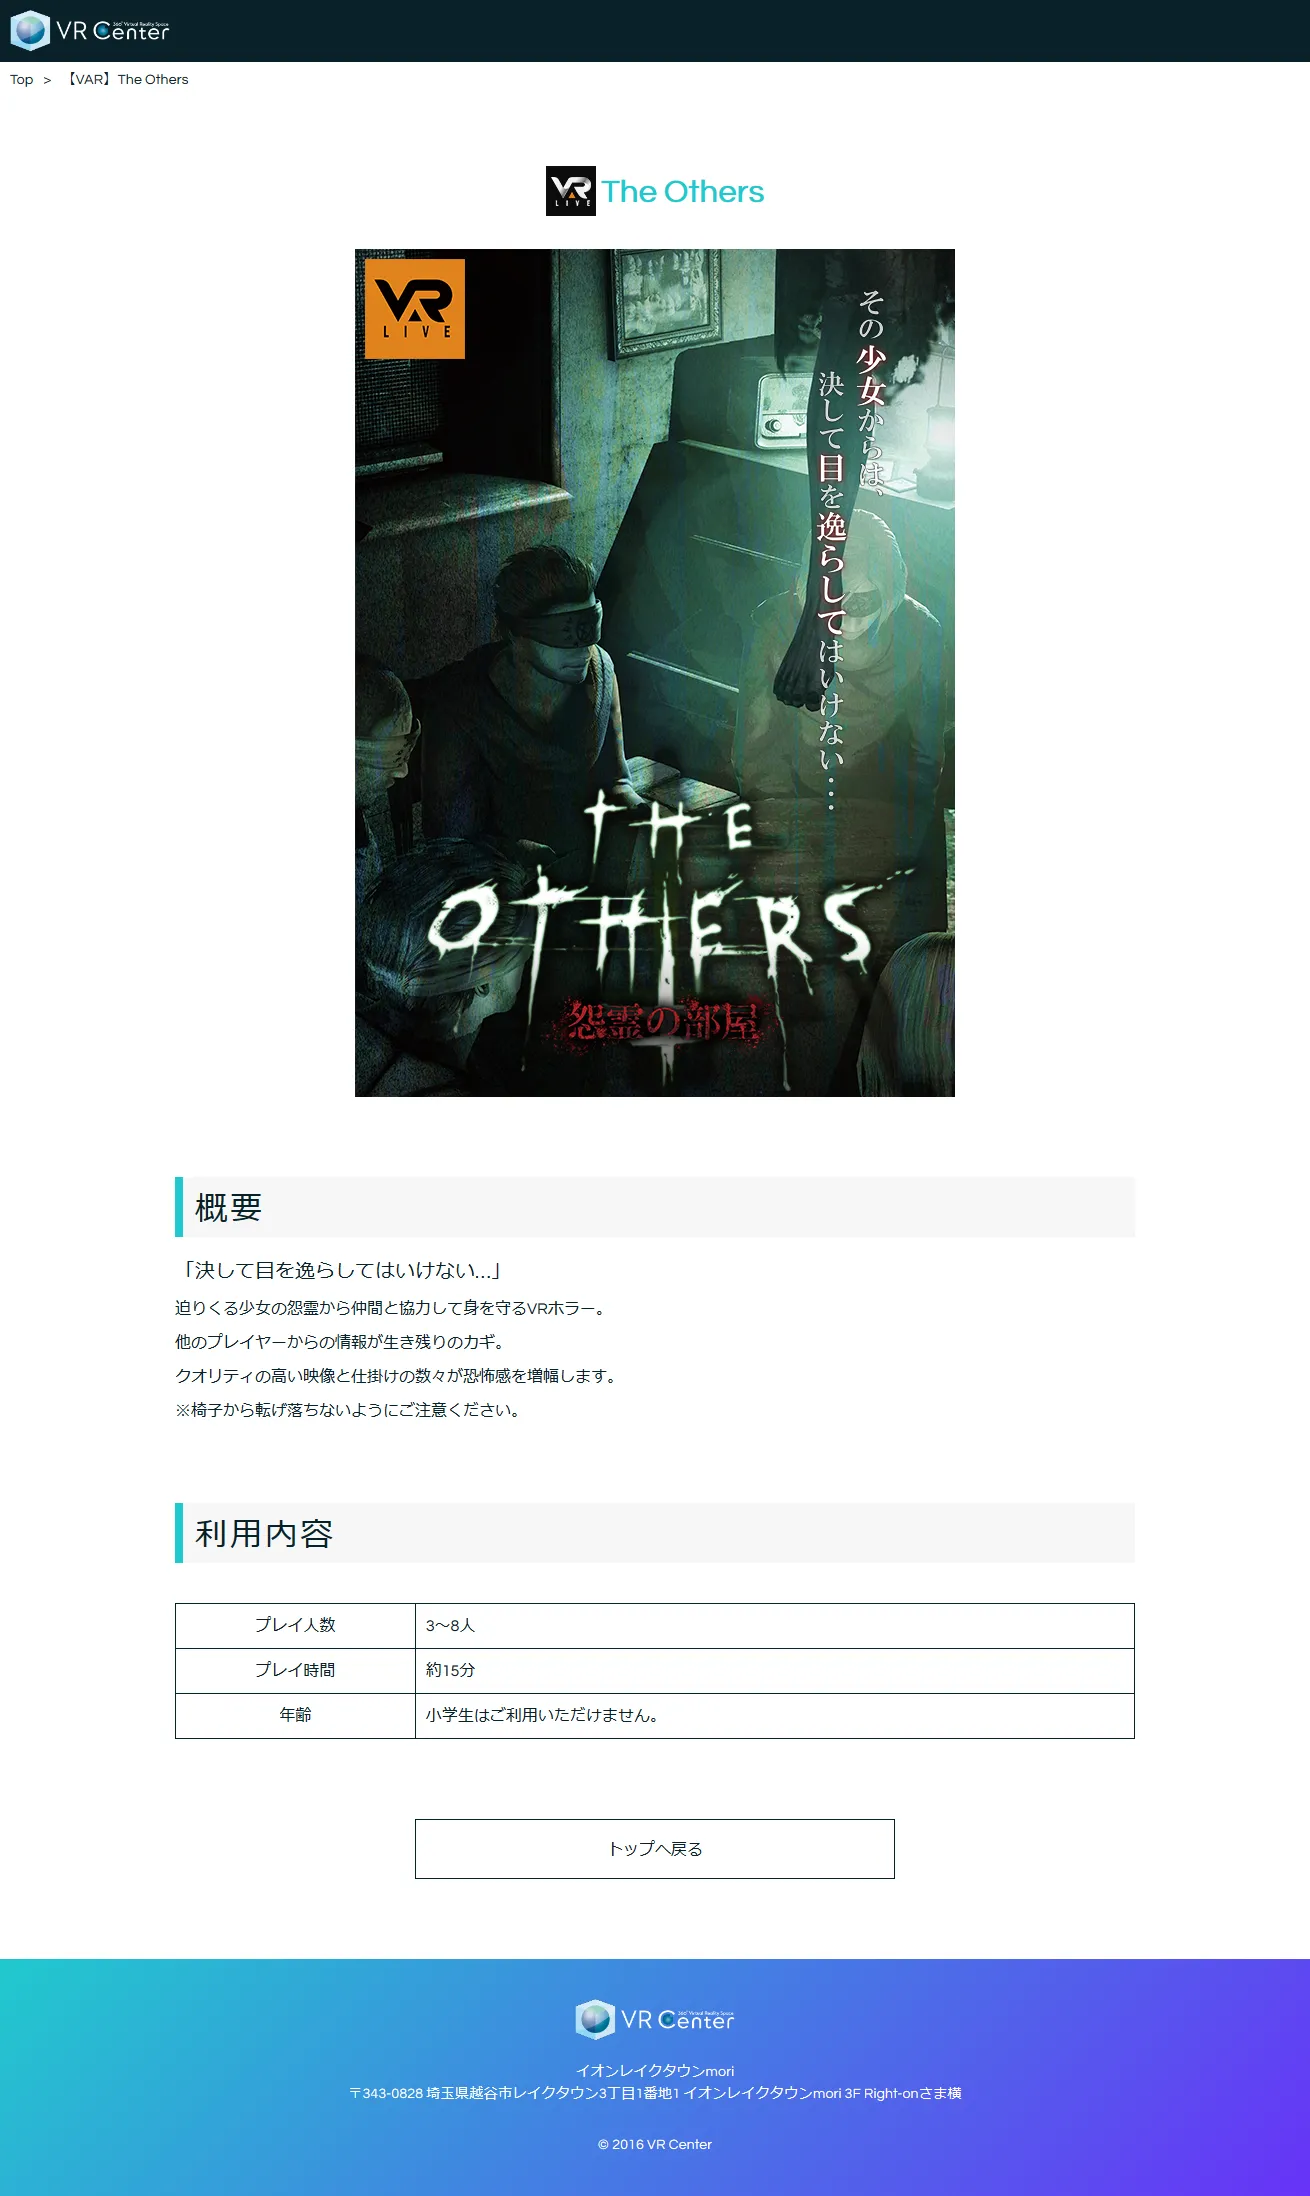 VR Center
360° Virtual Reality Space
Top > 【VAR】The Others
VAR
LIVE
The Others
VAR
LIVE
その少女からは、
決して目を逸らしてはいけない・・・
THE
OTHERS
怨霊の部屋
概要
「決して目を逸らしてはいけない…」
迫りくる少女の怨霊から仲間と協力して身を守るVRホラー。
他のプレイヤーからの情報が生き残りのカギ。
クオリティの高い映像と仕掛けの数々が恐怖感を増幅します。
※椅子から転げ落ちないようにご注意ください。
利用内容
プレイ人数 3〜8人
プレイ時間 約15分
年齢 小学生はご利用いただけません。
トップへ戻る
360° Virtual Reality Space
VR Center
イオンレイクタウンmori
〒343-0828 埼玉県越谷市レイクタウン3丁目1番地1 イオンレイクタウンmori 3F Right-onさま横
© 2016 VR Center